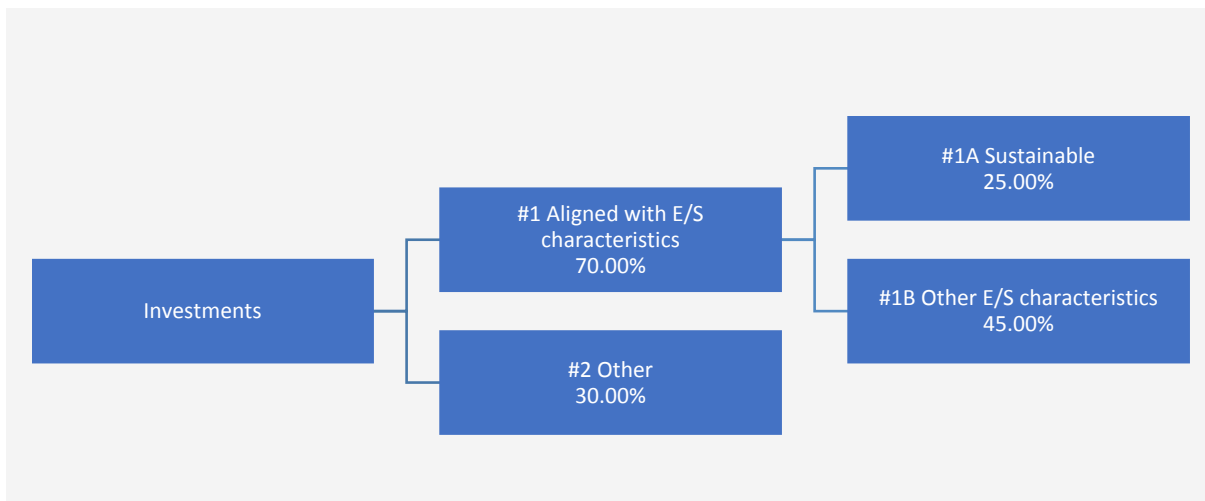 Investments
#1 Aligned with E/S
characteristics
70.00%
#2 Other
30.00%
#1A Sustainable
25.00%
#1B Other E/S characteristics
45.00%